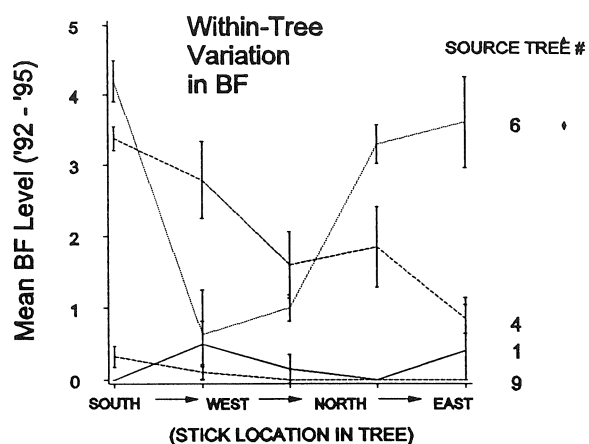 Within-Tree
Variation
in BF
SOURCE TREE #
Mean BF Level ('92 - '95)
5
4
3
2
1
0
6
4
1
9
SOUTH WEST NORTH EAST
(STICK LOCATION IN TREE)